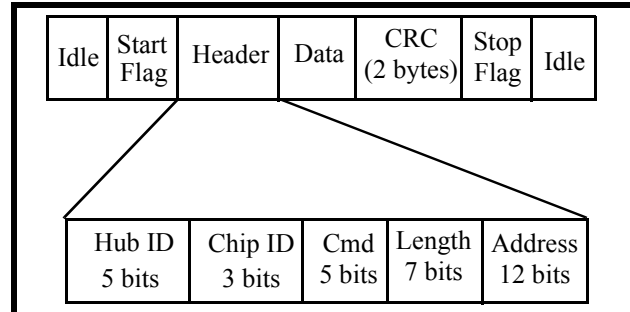 Idle Start Flag Header Data CRC (2 bytes) Stop Flag Idle
Hub ID 5 bits Chip ID 3 bits Cmd 5 bits Length 7 bits Address 12 bits